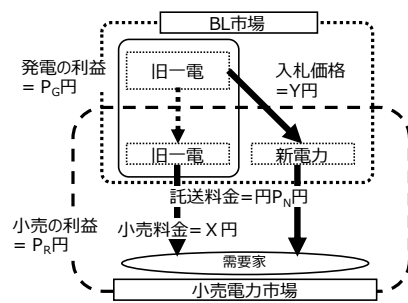 BL市場
発電の利益
= PG円
旧一電
入札価格
=Y円
旧一電
新電力
託送料金=円PN円
小売の利益
= PR円
小売料金=X円
需要家
小売電力市場